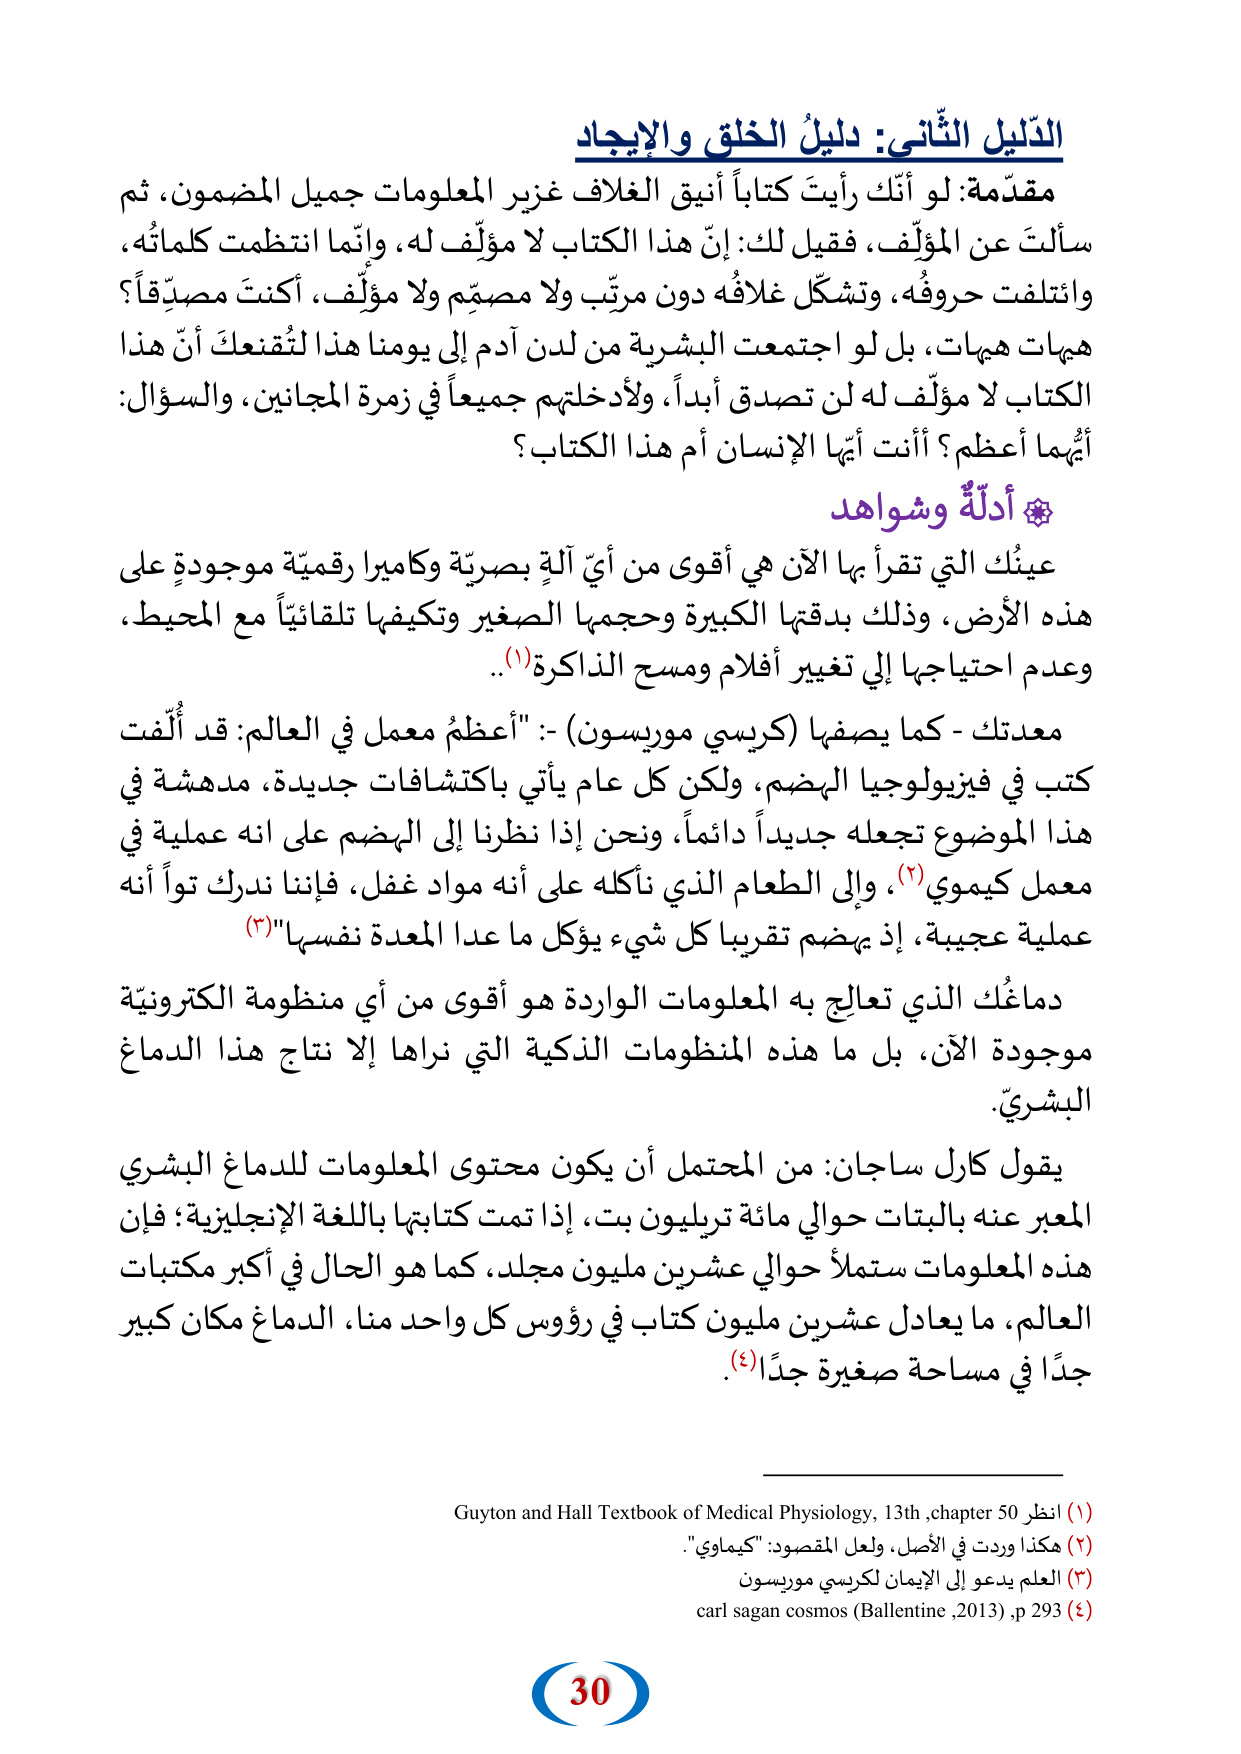 الدّليل الثّاني: دليلُ الخلق والإيجاد
مقدّمة: لو أنّك رأيتَ كتاباً أنيق الغلاف غزير المعلومات جميل المضمون، ثم
سألتَ عن المؤلِّف، فقيل لك: إنّ هذا الكتاب لا مؤلِّف له، وإنّما انتظمت كلماتُه،
وائتلفت حروفُه، وتشكّل غلافُه دون مرتِّب ولا مصمِّم ولا مؤلِّف، أكنتَ مصدِّقاً؟
هيهات هيهات، بل لو اجتمعت البشرية من لدن آدم إلى يومنا هذا لتُقنعكَ أنّ هذا
الكتاب لا مؤلّف له لن تصدق أبداً، ولأدخلتهم جميعاً في زمرة المجانين، والسؤال:
أيُّهما أعظم؟ أأنت أيّها الإنسان أم هذا الكتاب؟
۞ أدلّةٌ وشواهد
عينُك التي تقرأ بها الآن هي أقوى من أيّ آلةٍ بصريّة وكاميرا رقميّة موجودةٍ على
هذه الأرض، وذلك بدقتها الكبيرة وحجمها الصغير وتكيفها تلقائيّاً مع المحيط،
وعدم احتياجها إلي تغيير أفلام ومسح الذاكرة(١)..
معدتك - كما يصفها (كريسي موريسون) -: "أعظمُ معمل في العالم: قد أُلّفت
كتب في فيزيولوجيا الهضم، ولكن كل عام يأتي باكتشافات جديدة، مدهشة في
هذا الموضوع تجعله جديداً دائماً، ونحن إذا نظرنا إلى الهضم على انه عملية في
معمل كيموي(٢)، وإلى الطعام الذي نأكله على أنه مواد غفل، فإننا ندرك تواً أنه
عملية عجيبة، إذ يهضم تقريبا كل شيء يؤكل ما عدا المعدة نفسها"(٣)
دماغُك الذي تعالِج به المعلومات الواردة هو أقوى من أي منظومة الكترونيّة
موجودة الآن، بل ما هذه المنظومات الذكية التي نراها إلا نتاج هذا الدماغ
البشريّ.
يقول كارل ساجان: من المحتمل أن يكون محتوى المعلومات للدماغ البشري
المعبر عنه بالبتات حوالي مائة تريليون بت، إذا تمت كتابتها باللغة الإنجليزية؛ فإن
هذه المعلومات ستملأ حوالي عشرين مليون مجلد، كما هو الحال في أكبر مكتبات
العالم، ما يعادل عشرين مليون كتاب في رؤوس كل واحد منا، الدماغ مكان كبير
جدًا في مساحة صغيرة جدًا(٤).
(١) انظر Guyton and Hall Textbook of Medical Physiology, 13th ,chapter 50
(٢) هكذا وردت في الأصل، ولعل المقصود: "كيماوي".
(٣) العلم يدعو إلى الإيمان لكريسي موريسون
(٤) carl sagan cosmos (Ballentine ,2013) ,p 293
30